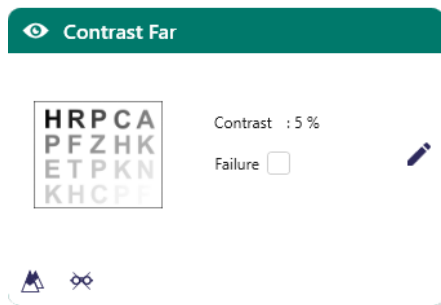 Contrast Far
HRPCA
PFZHK
ETPKN
KHCPF
Contrast : 5 %
Failure